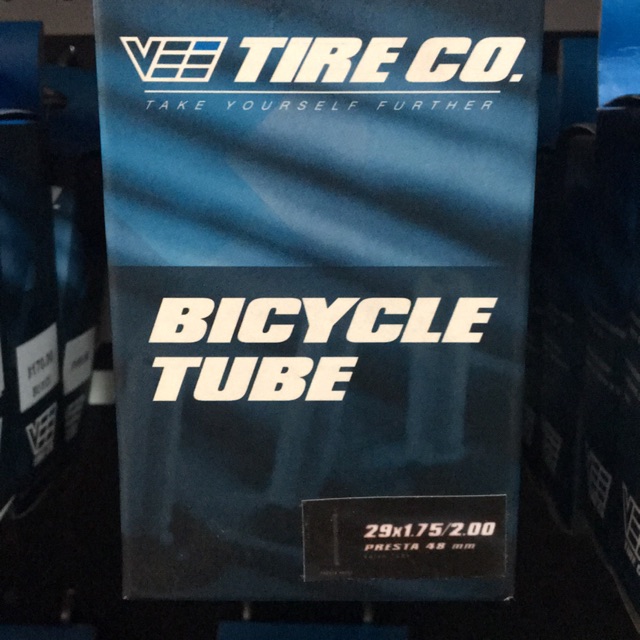 VEE TIRE CO.
TAKE YOURSELF FURTHER
BICYCLE
TUBE
29x1.75/2.00
PRESTA 48 mm